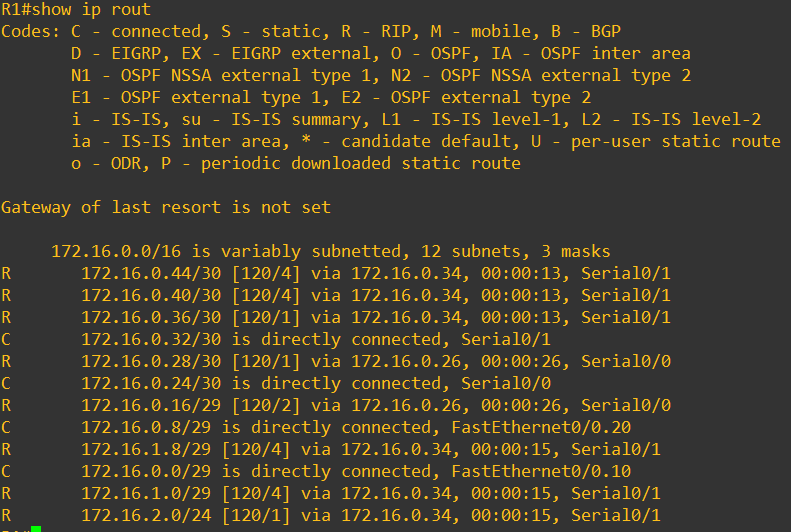 R1#show ip rout
Codes: C - connected, S - static, R - RIP, M - mobile, B - BGP
       D - EIGRP, EX - EIGRP external, O - OSPF, IA - OSPF inter area
       N1 - OSPF NSSA external type 1, N2 - OSPF NSSA external type 2
       E1 - OSPF external type 1, E2 - OSPF external type 2
       i - IS-IS, su - IS-IS summary, L1 - IS-IS level-1, L2 - IS-IS level-2
       ia - IS-IS inter area, * - candidate default, U - per-user static route
       o - ODR, P - periodic downloaded static route

Gateway of last resort is not set

     172.16.0.0/16 is variably subnetted, 12 subnets, 3 masks
R       172.16.0.44/30 [120/4] via 172.16.0.34, 00:00:13, Serial0/1
R       172.16.0.40/30 [120/4] via 172.16.0.34, 00:00:13, Serial0/1
R       172.16.0.36/30 [120/1] via 172.16.0.34, 00:00:13, Serial0/1
C       172.16.0.32/30 is directly connected, Serial0/1
R       172.16.0.28/30 [120/1] via 172.16.0.26, 00:00:26, Serial0/0
C       172.16.0.24/30 is directly connected, Serial0/0
R       172.16.0.16/29 [120/2] via 172.16.0.26, 00:00:26, Serial0/0
C       172.16.0.8/29 is directly connected, FastEthernet0/0.20
R       172.16.1.8/29 [120/4] via 172.16.0.34, 00:00:15, Serial0/1
C       172.16.0.0/29 is directly connected, FastEthernet0/0.10
R       172.16.1.0/29 [120/4] via 172.16.0.34, 00:00:15, Serial0/1
R       172.16.2.0/24 [120/1] via 172.16.0.34, 00:00:15, Serial0/1